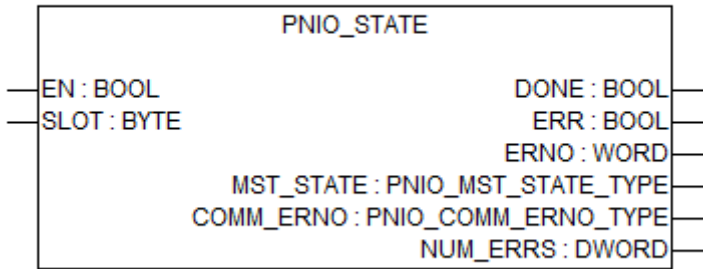 PNIO_STATE
EN : BOOL DONE : BOOL
SLOT : BYTE ERR : BOOL
ERNO : WORD
MST_STATE : PNIO_MST_STATE_TYPE
COMM_ERNO : PNIO_COMM_ERNO_TYPE
NUM_ERRS : DWORD